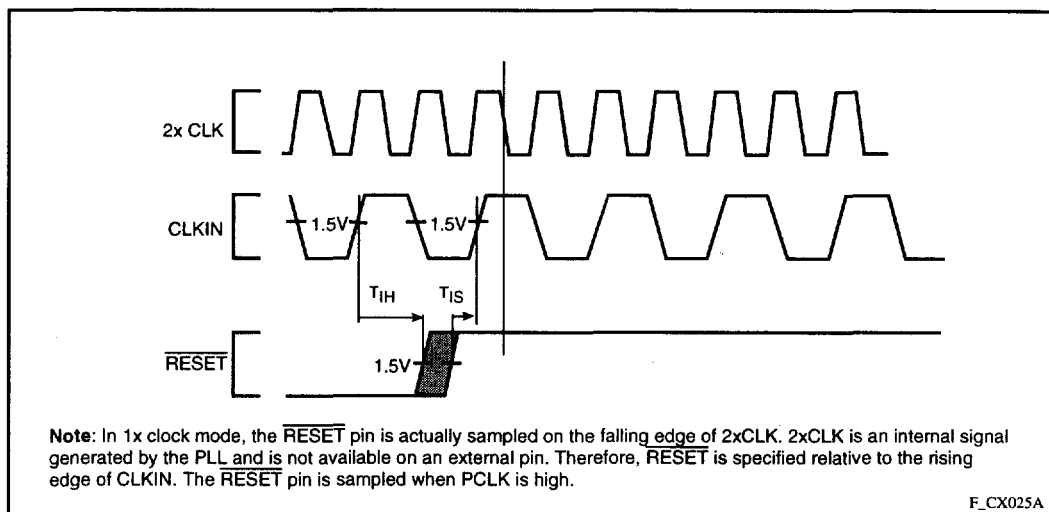 2x CLK
CLKIN
1.5V
1.5V
TIH
TIS
RESET
1.5V
Note: In 1x clock mode, the RESET pin is actually sampled on the falling edge of 2xCLK. 2xCLK is an internal signal
generated by the PLL and is not available on an external pin. Therefore, RESET is specified relative to the rising
edge of CLKIN. The RESET pin is sampled when PCLK is high.
F_CX025A